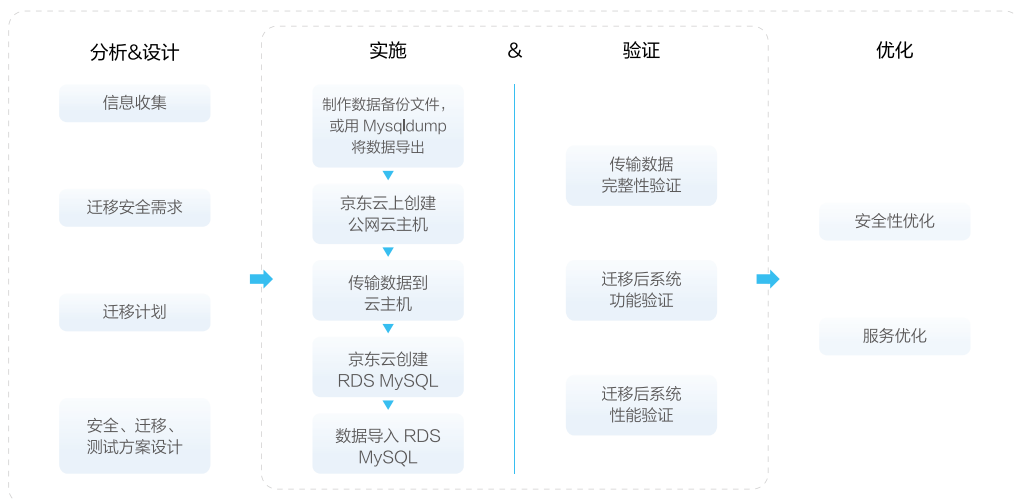 分析&设计
信息收集
迁移安全需求
迁移计划
安全、迁移、
测试方案设计
实施
&
验证
制作数据备份文件，
或用 Mysqldump
将数据导出
京东云上创建
公网云主机
传输数据到
云主机
京东云创建
RDS MySQL
数据导入 RDS
MySQL
传输数据
完整性验证
迁移后系统
功能验证
迁移后系统
性能验证
优化
安全性优化
服务优化